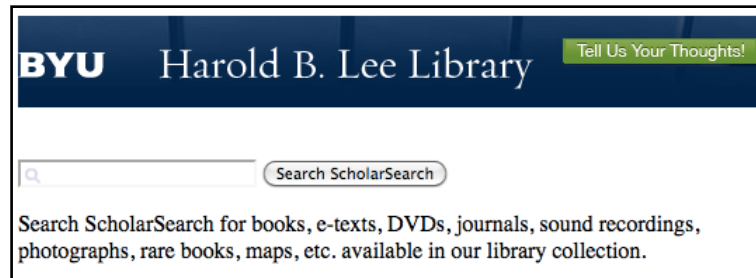 BYU Harold B. Lee Library Tell Us Your Thoughts!
Search ScholarSearch
Search ScholarSearch for books, e-texts, DVDs, journals, sound recordings,
photographs, rare books, maps, etc. available in our library collection.